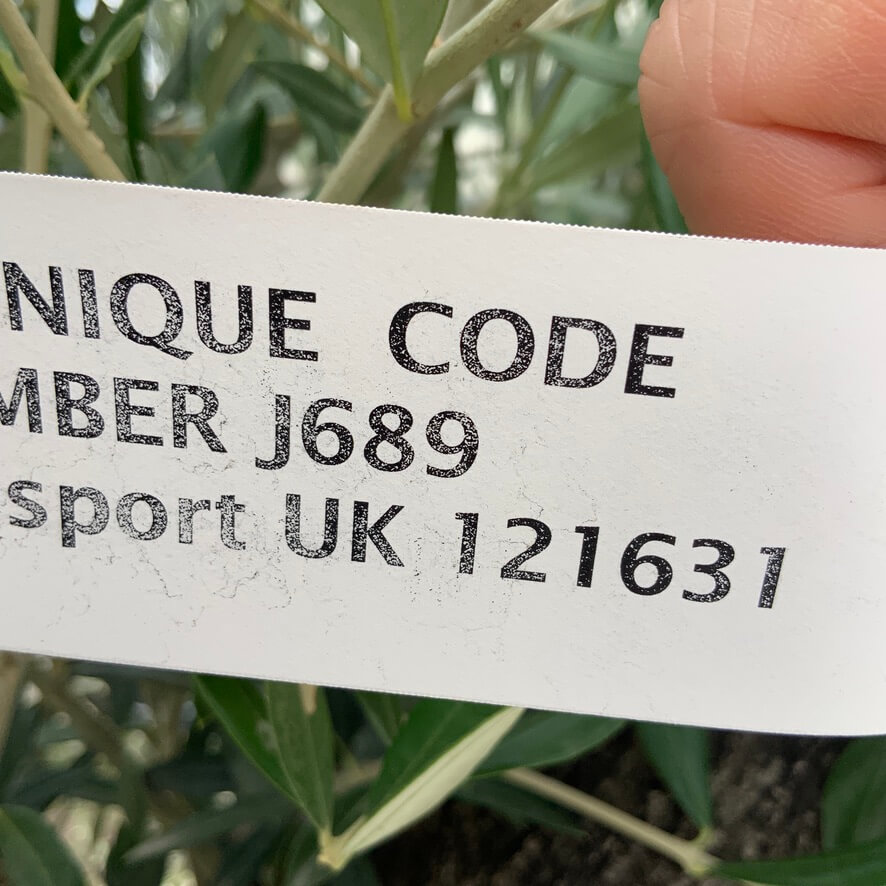 NIQUE CODE
MBER J689
sport UK 121631